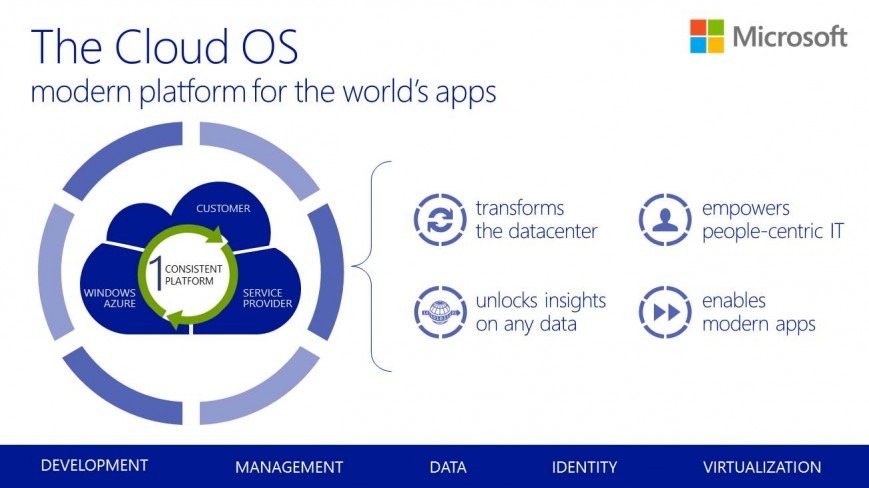 The Cloud OS
modern platform for the world's apps
Microsoft
CUSTOMER
1 CONSISTENT
PLATFORM
WINDOWS
AZURE
SERVICE
PROVIDER
transforms
the datacenter
empowers
people-centric IT
unlocks insights
on any data
enables
modern apps
DEVELOPMENT
MANAGEMENT
DATA
IDENTITY
VIRTUALIZATION